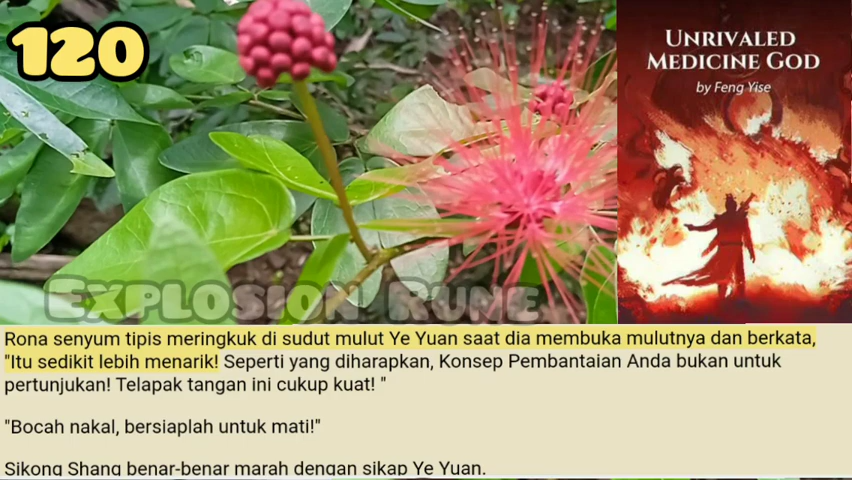 120
UNRIVALED
MEDICINE GOD
by Feng Yise
EXPLOSION RUNE
Rona senyum tipis meringkuk di sudut mulut Ye Yuan saat dia membuka mulutnya dan berkata,
"Itu sedikit lebih menarik! Seperti yang diharapkan, Konsep Pembantaian Anda bukan untuk
pertunjukan! Telapak tangan ini cukup kuat! "
"Bocah nakal, bersiaplah untuk mati!"
Sikong Shang benar-benar marah dengan sikap Ye Yuan.